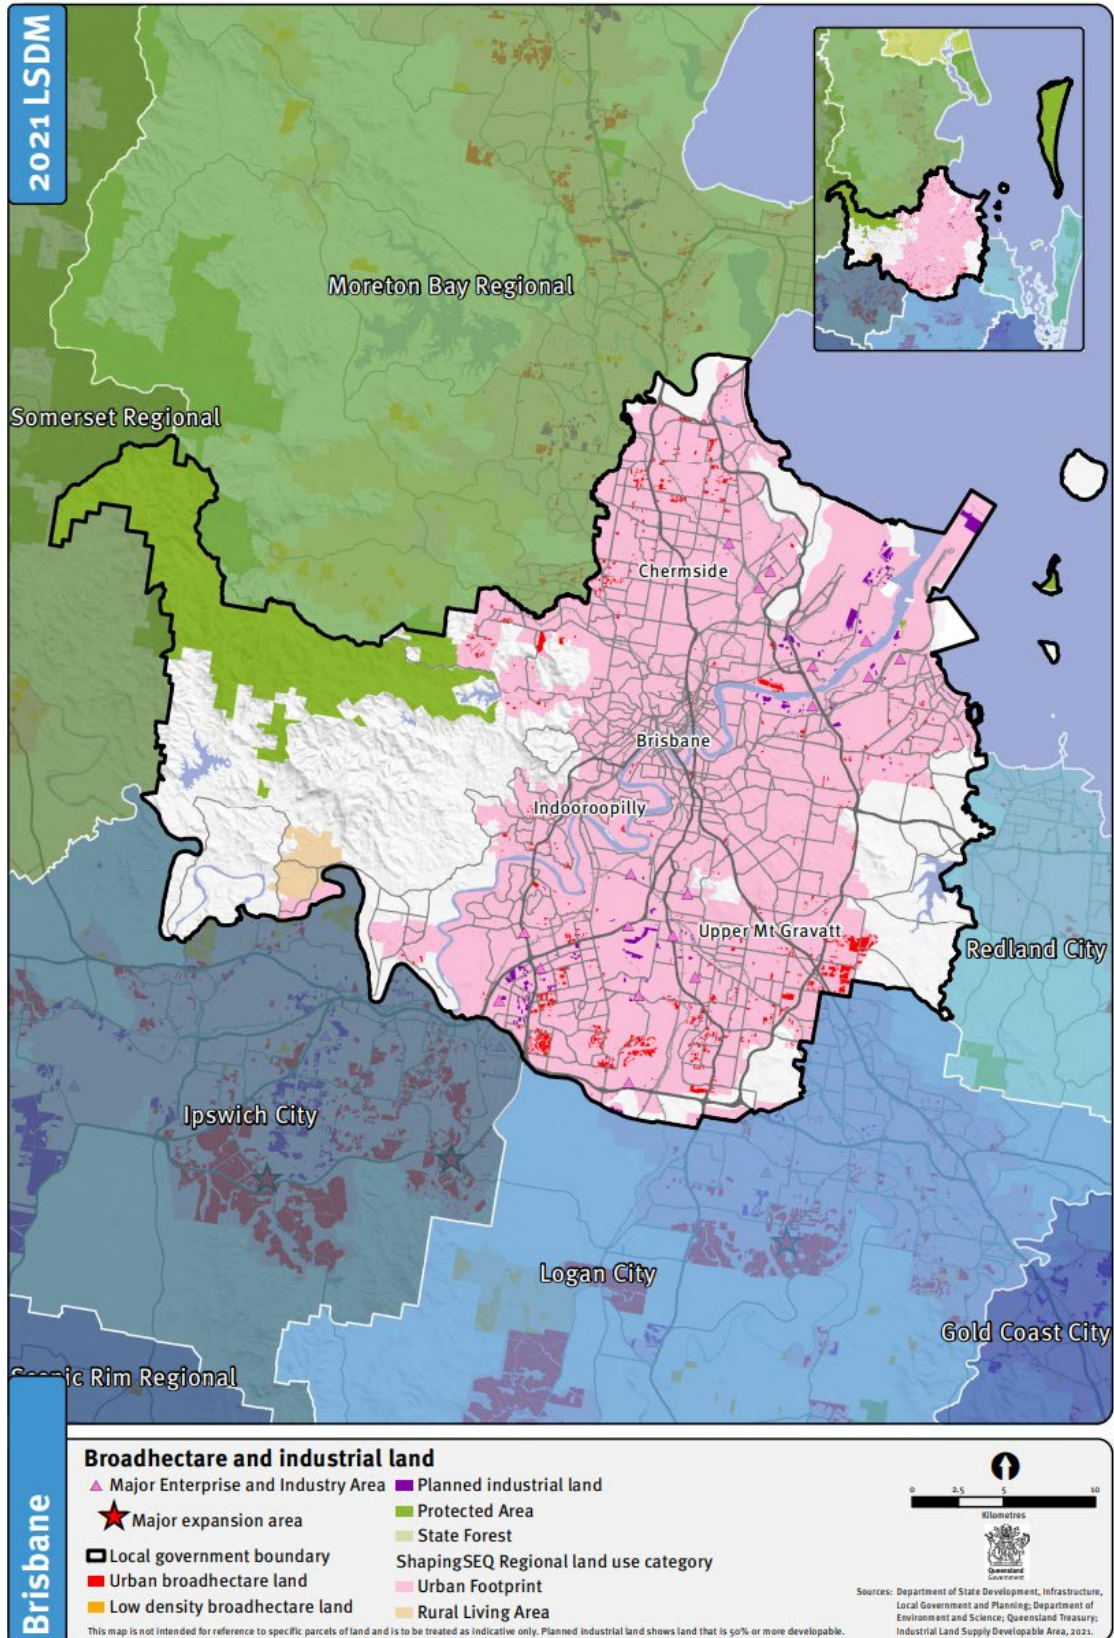 2021 LSDM
Moreton Bay Regional
Somerset Regional
Chermside
Brisbane
Indooroopilly
Upper Mt Gravatt
Redland City
Ipswich City
Logan City
Gold Coast City
Scenic Rim Regional
Brisbane
Broadhectare and industrial land
Major Enterprise and Industry Area
Major expansion area
Local government boundary
Urban broadhectare land
Low density broadhectare land
Planned industrial land
Protected Area
State Forest
ShapingSEQ Regional land use category
Urban Footprint
Rural Living Area
This map is not intended for reference to specific parcels of land and is to be treated as indicative only. Planned industrial land shows land that is 50% or more developable.
0 2.5 5 10
Kilometres
Queensland
Government
Sources: Department of State Development, Infrastructure,
Local Government and Planning; Department of
Environment and Science; Queensland Treasury;
Industrial Land Supply Developable Area, 2021.